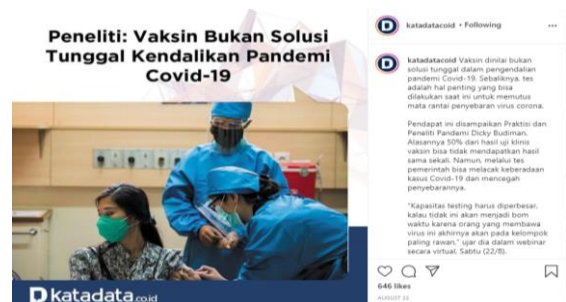 Peneliti: Vaksin Bukan Solusi
Tunggal Kendalikan Pandemi
Covid-19
katadata.co.id
katadatacoid • Following
katadatacoid Vaksin dinilai bukan
solusi tunggal dalam pengendalian
pandemi Covid-19. Sebaliknya, tes
adalah hal penting yang bisa
dilakukan saat ini untuk memutus
mata rantai penyebaran virus corona.
Pendapat ini disampaikan Praktisi dan
Peneliti Pandemi Dicky Budiman.
Alasannya 50% dari hasil uji klinis
vaksin bisa tidak mendapatkan hasil
sama sekali. Namun, melalui tes
pemerintah bisa melacak keberadaan
kasus Covid-19 dan mencegah
penyebarannya.
"Kapasitas testing harus diperbesar,
kalau tidak ini akan menjadi bom
waktu karena orang yang membawa
virus ini akhirnya akan pada kelompok
paling rawan." ujar dia dalam webinar
secara virtual, Sabtu (22/8).
646 likes
AUGUST